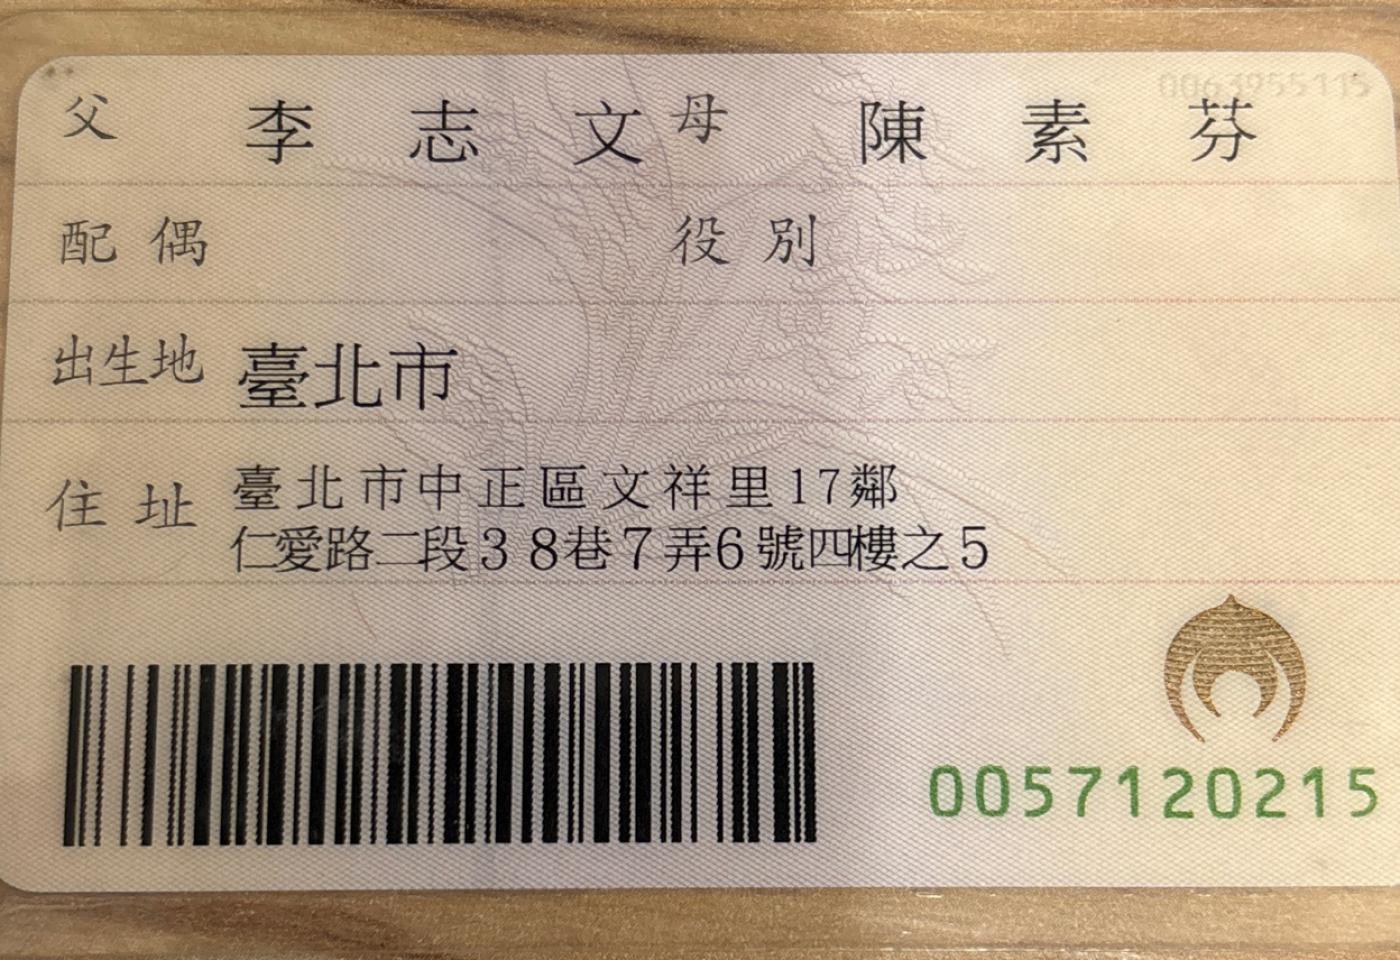 0063955115
父 李志文 母 陳素芬
配偶 役別
出生地 臺北市
住址 臺北市中正區文祥里17鄰
仁愛路二段38巷7弄6號四樓之5
0057120215